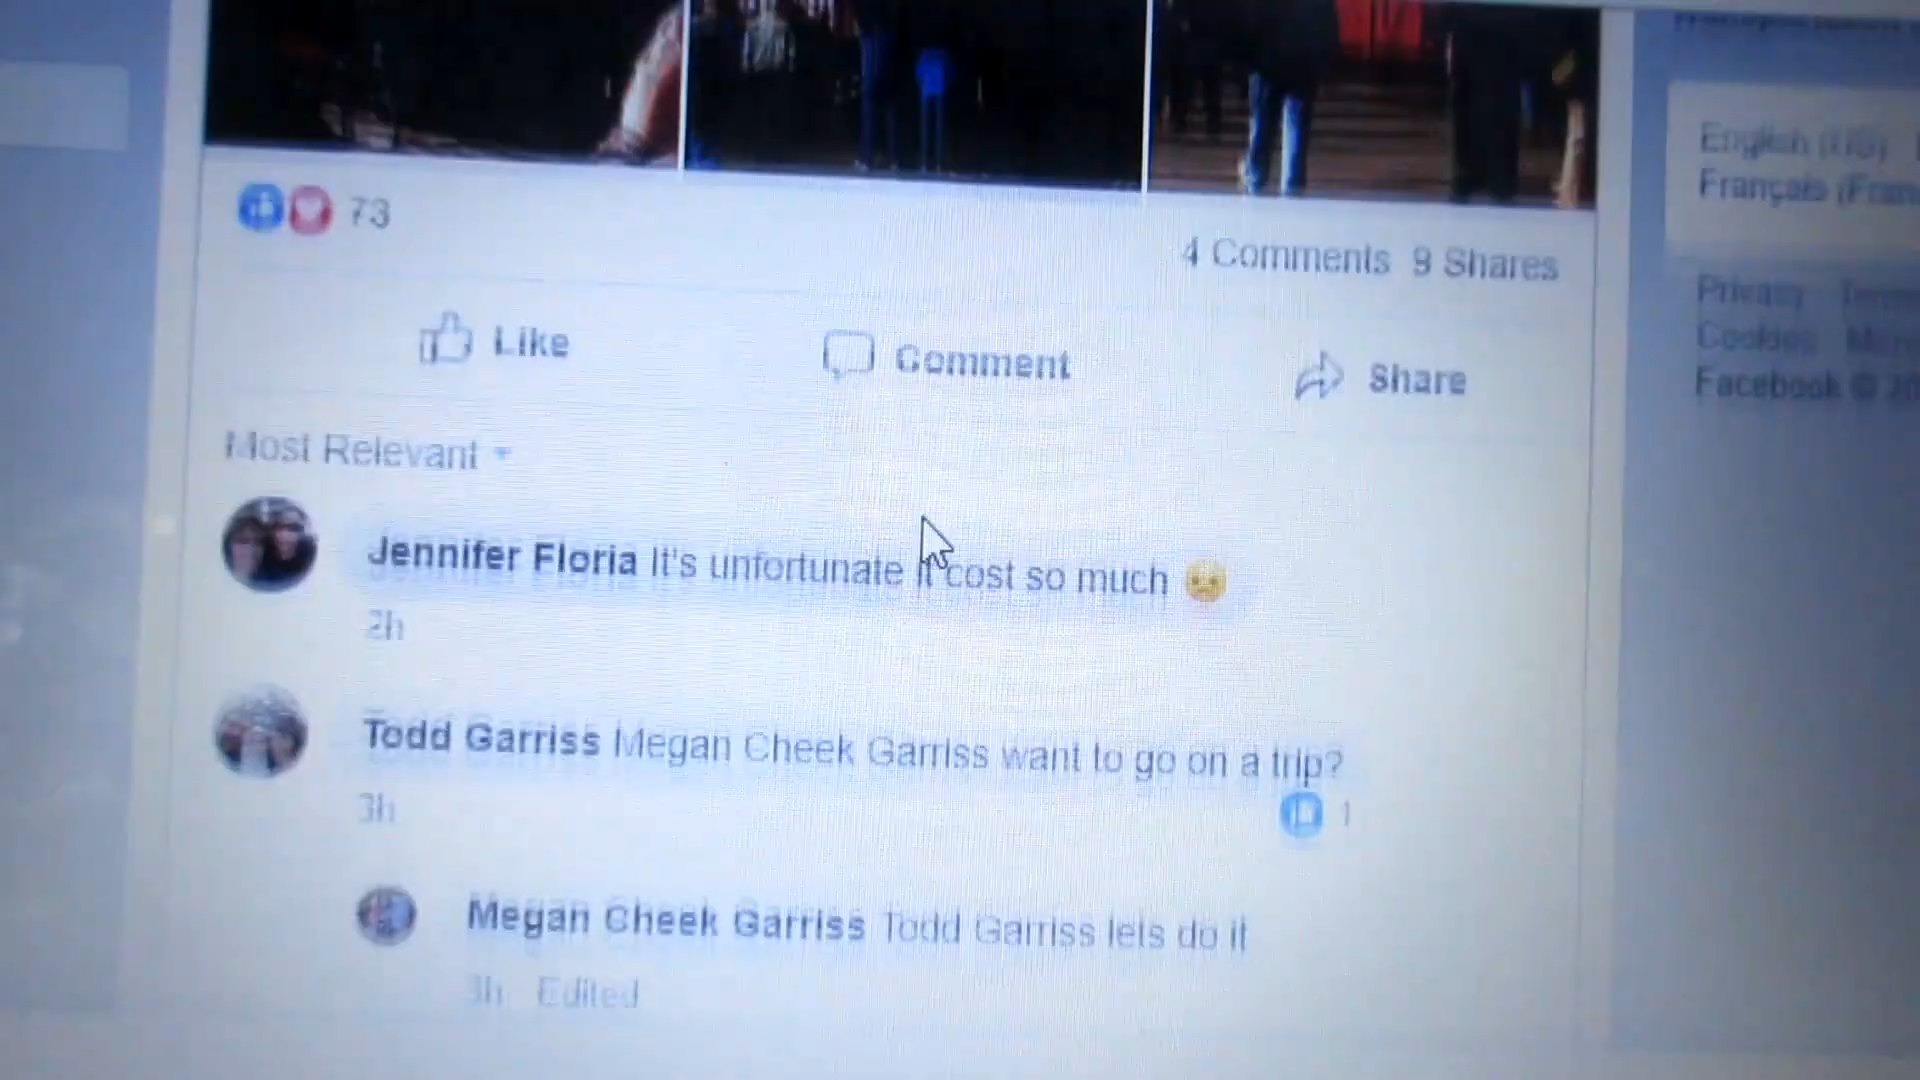 English (US)
Français (Fran
73
4 Comments 9 Shares
Privacy
Cookies
Like
Comment
Share
Facebook ©
Most Relevant
Jennifer Floria It's unfortunate it cost so much
2h
Todd Garriss Megan Cheek Garriss want to go on a trip?
3h
1
Megan Cheek Garriss Todd Garriss lets do it
3h Edited